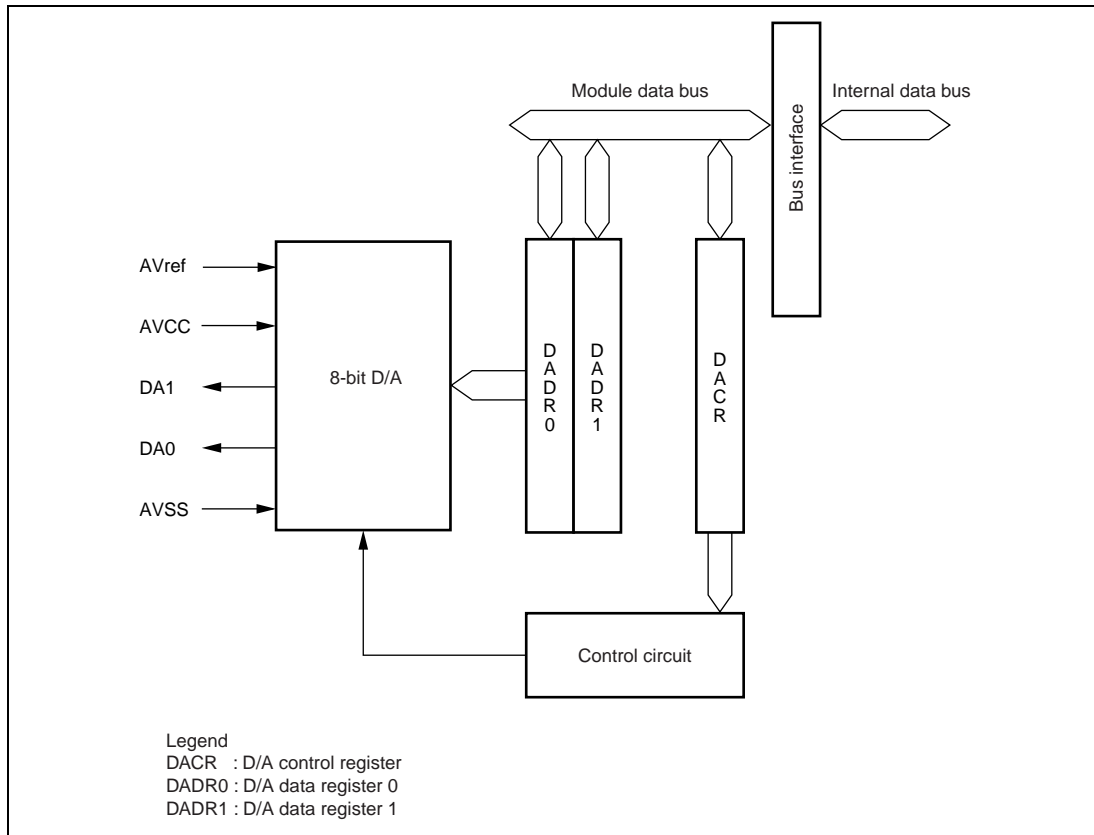 Module data bus
Internal data bus
Bus interface
AVref
AVCC
DA1
DA0
AVSS
8-bit D/A
DADR0
DADR1
DACR
Control circuit
Legend
DACR : D/A control register
DADR0 : D/A data register 0
DADR1 : D/A data register 1